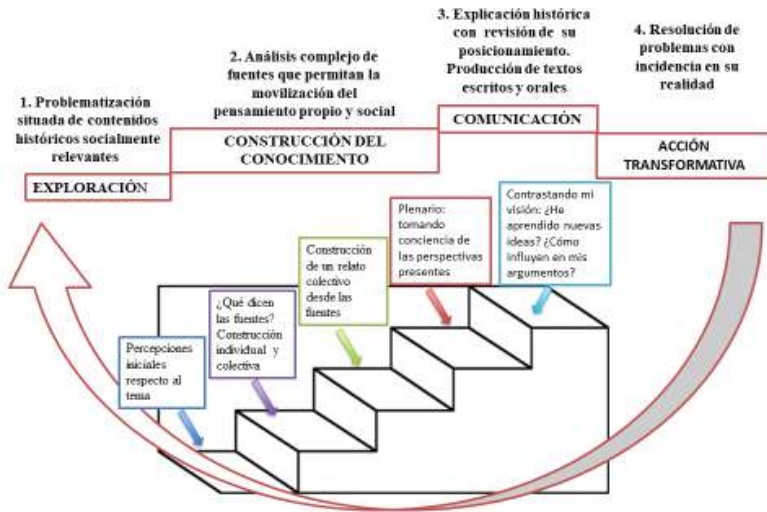 1. Problematización
situada de contenidos
históricos socialmente
relevantes
EXPLORACIÓN
2. Análisis complejo de
fuentes que permitan la
movilización del
pensamiento propio y social
CONSTRUCCIÓN DEL
CONOCIMIENTO
3. Explicación histórica
con revisión de su
posicionamiento.
Producción de textos
escritos y orales
COMUNICACIÓN
4. Resolución de
problemas con
incidencia en su
realidad
ACCIÓN
TRANSFORMATIVA
Percepciones
iniciales
respecto al
tema
¿Qué dicen
las fuentes?
Construcción
individual y
colectiva
Construcción
de un relato
colectivo
desde las
fuentes
Plenario:
tomando
conciencia de
las perspectivas
presentes
Contrastando mi
visión: ¿He
aprendido nuevas
ideas? ¿Cómo
influyen en mis
argumentos?